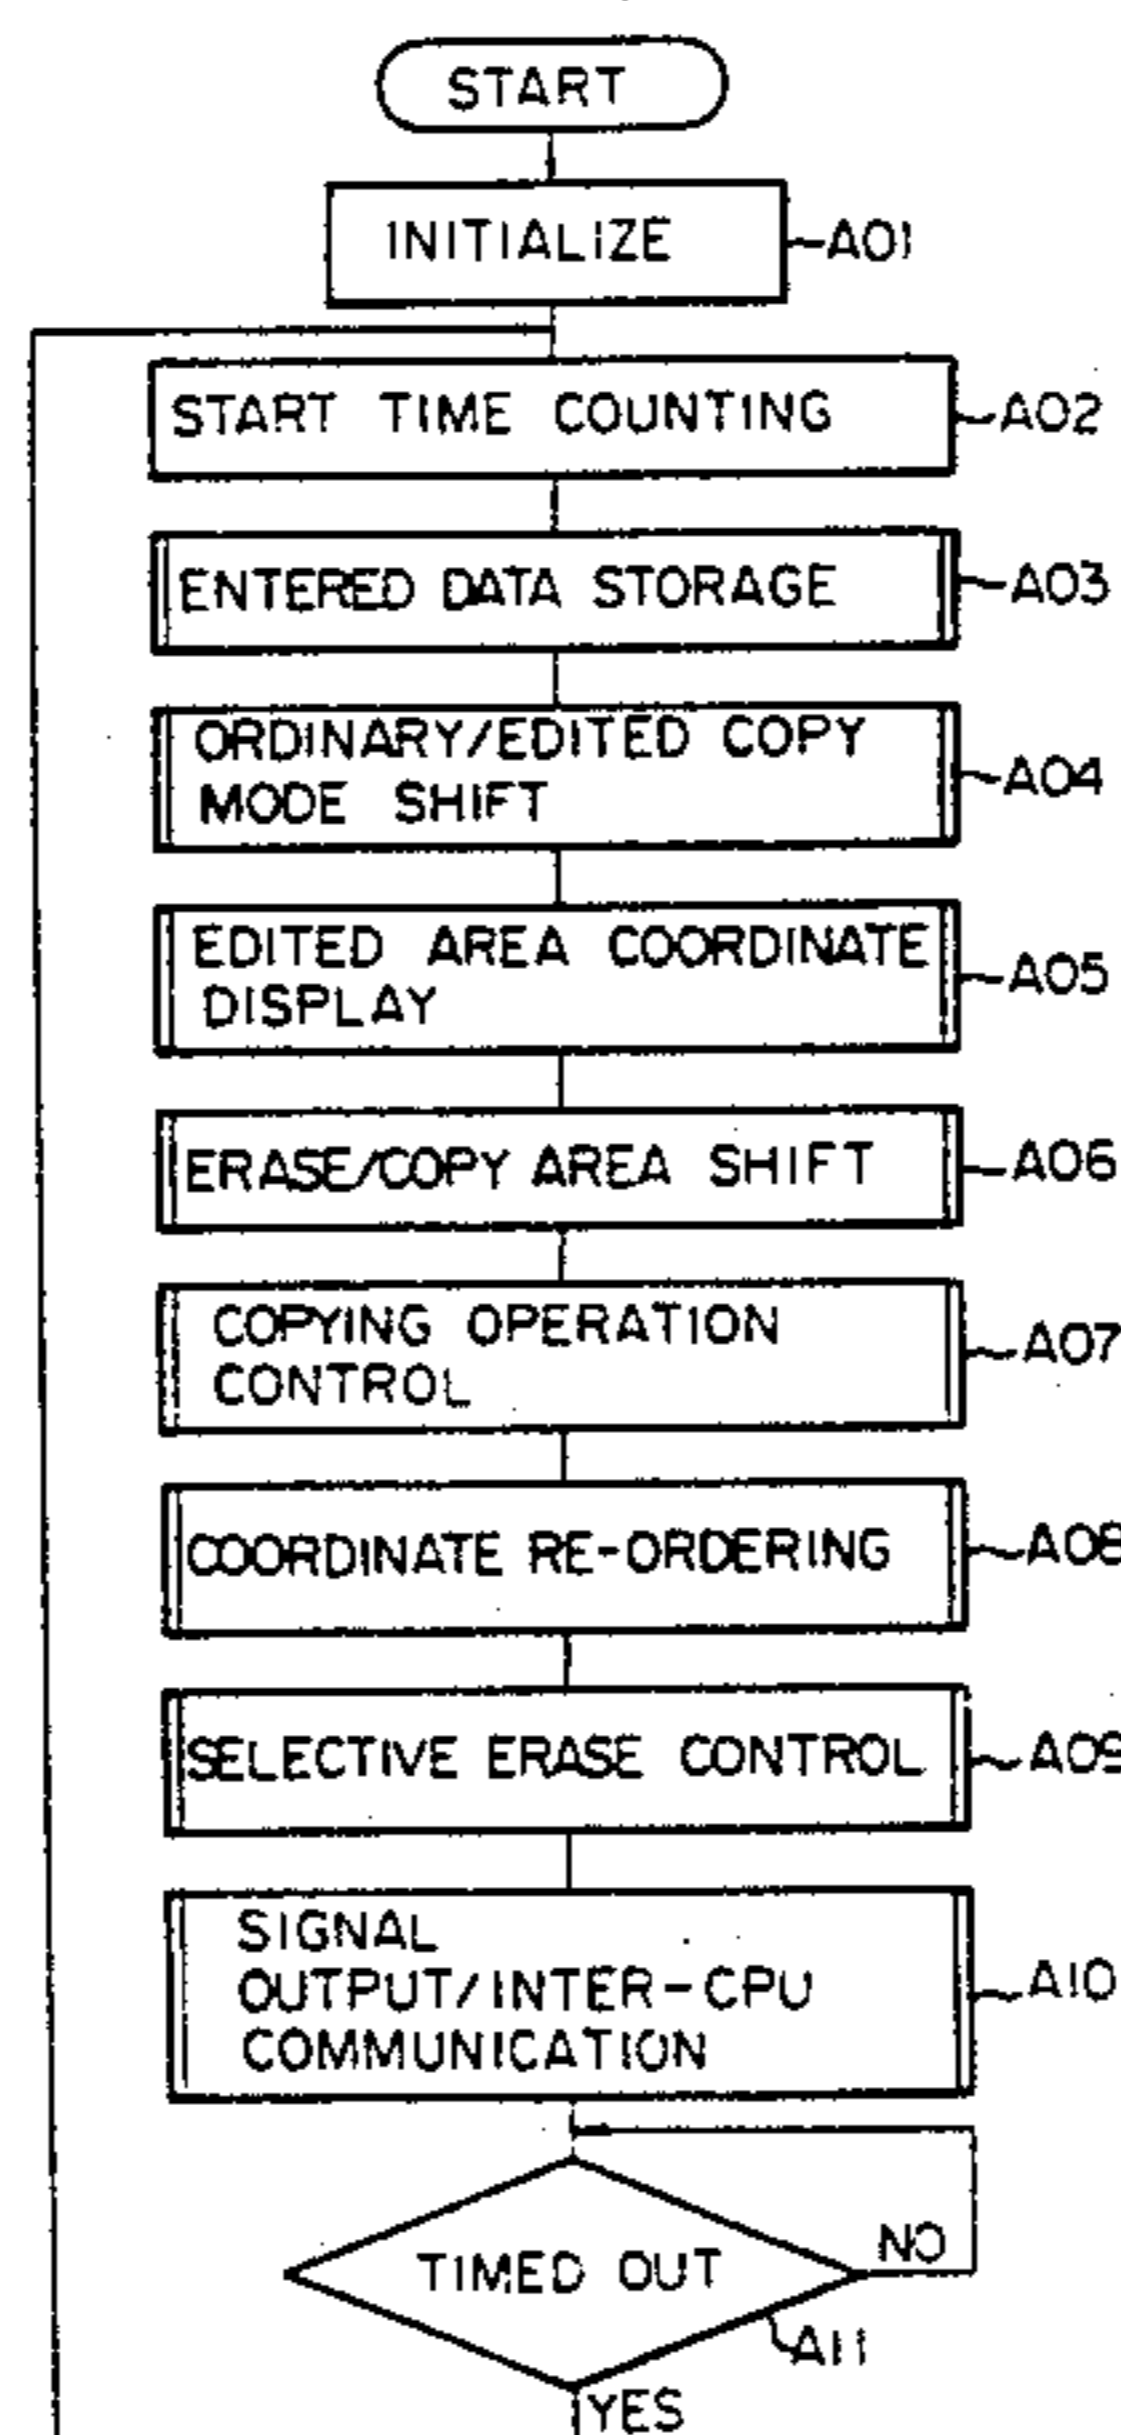 START
INITIALIZE
A01
START TIME COUNTING
A02
ENTERED DATA STORAGE
A03
ORDINARY/EDITED COPY
MODE SHIFT
A04
EDITED AREA COORDINATE
DISPLAY
A05
ERASE/COPY AREA SHIFT
A06
COPYING OPERATION
CONTROL
A07
COORDINATE RE-ORDERING
A08
SELECTIVE ERASE CONTROL
A09
SIGNAL
OUTPUT/INTER-CPU
COMMUNICATION
A10
NO
TIMED OUT
A11
YES